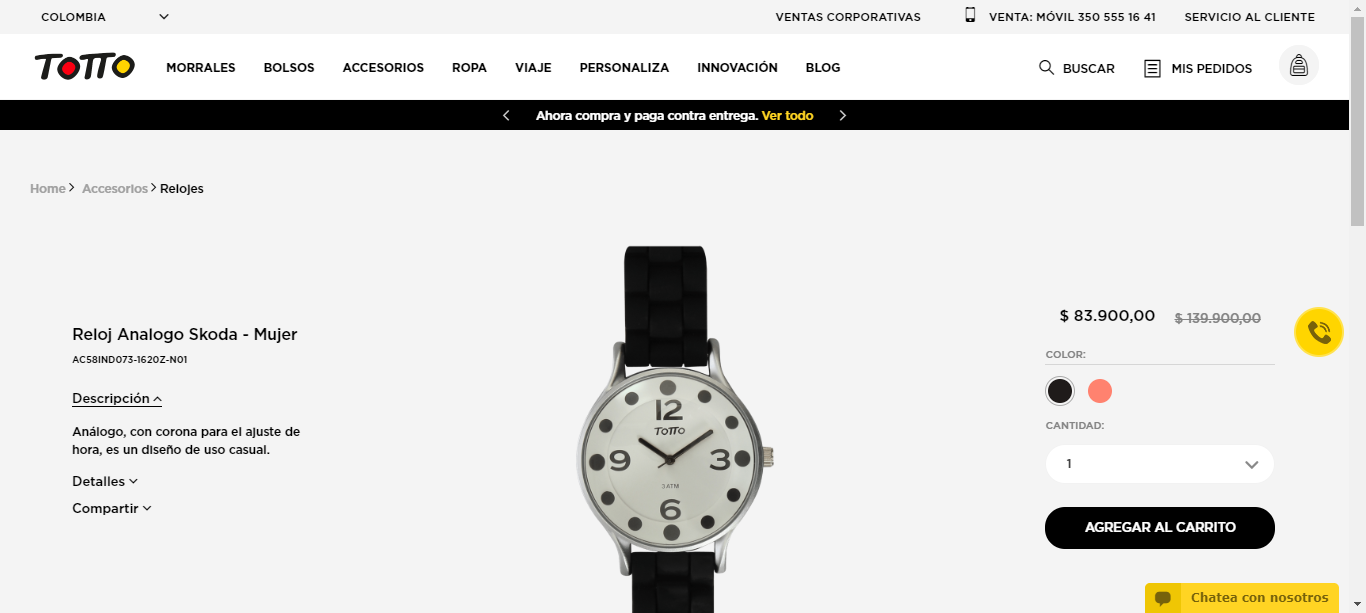 COLOMBIA
VENTAS CORPORATIVAS
VENTA: MÓVIL 350 555 16 41
SERVICIO AL CLIENTE
TOTTO
MORRALES
BOLSOS
ACCESORIOS
ROPA
VIAJE
PERSONALIZA
INNOVACIÓN
BLOG
BUSCAR
MIS PEDIDOS
Ahora compra y paga contra entrega. Ver todo
Home
Accesorios
Relojes
Reloj Analogo Skoda - Mujer
AC58IND073-1620Z-N01
Descripción
Análogo, con corona para el ajuste de
hora, es un diseño de uso casual.
Detalles
Compartir
12
TOTTO
9
3
3 ATM
6
$ 83.900,00
$ 139.900,00
COLOR:
CANTIDAD:
1
AGREGAR AL CARRITO
Chatea con nosotros